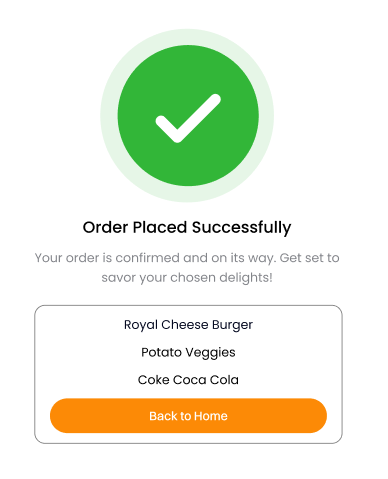 Order Placed Successfully
Your order is confirmed and on its way. Get set to
savor your chosen delights!
Royal Cheese Burger
Potato Veggies
Coke Coca Cola
Back to Home